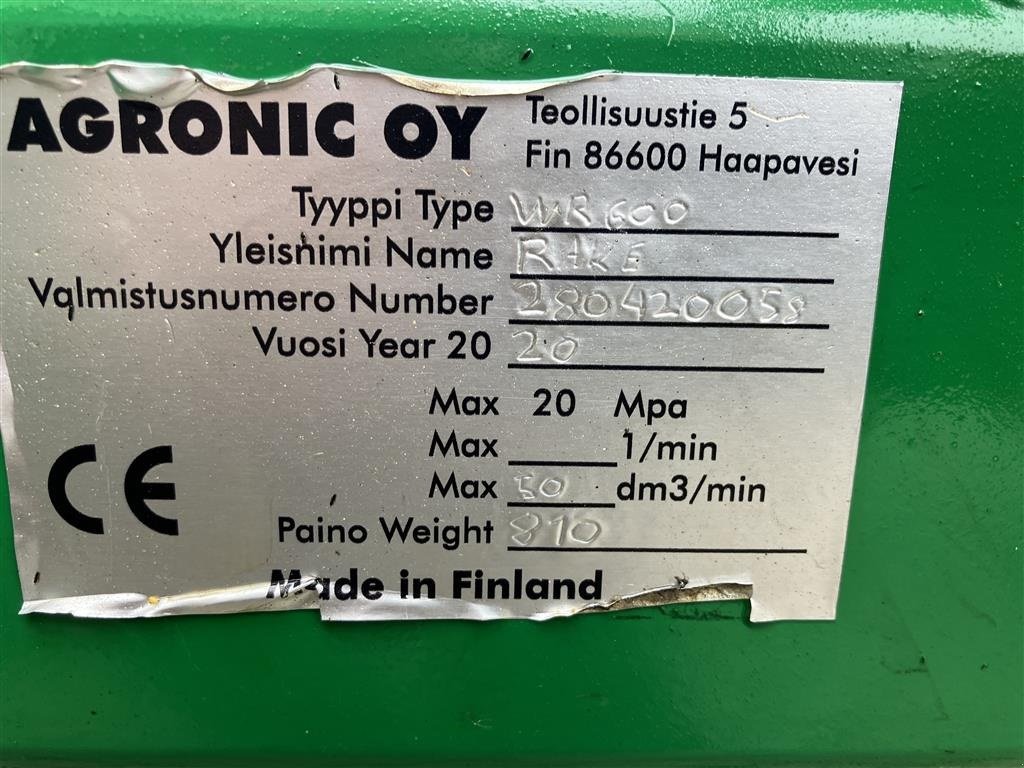 AGRONIC OY
Teollisuustie 5
Fin 86600 Haapavesi
Tyyppi Type WR600
Yleishimi Name RAKE
Valmistusnumero Number 280420058
Vuosi Year 20 20
Max 20 Mpa
Max 1/min
Max 50 dm3/min
CE
Paino Weight 810
Made in Finland